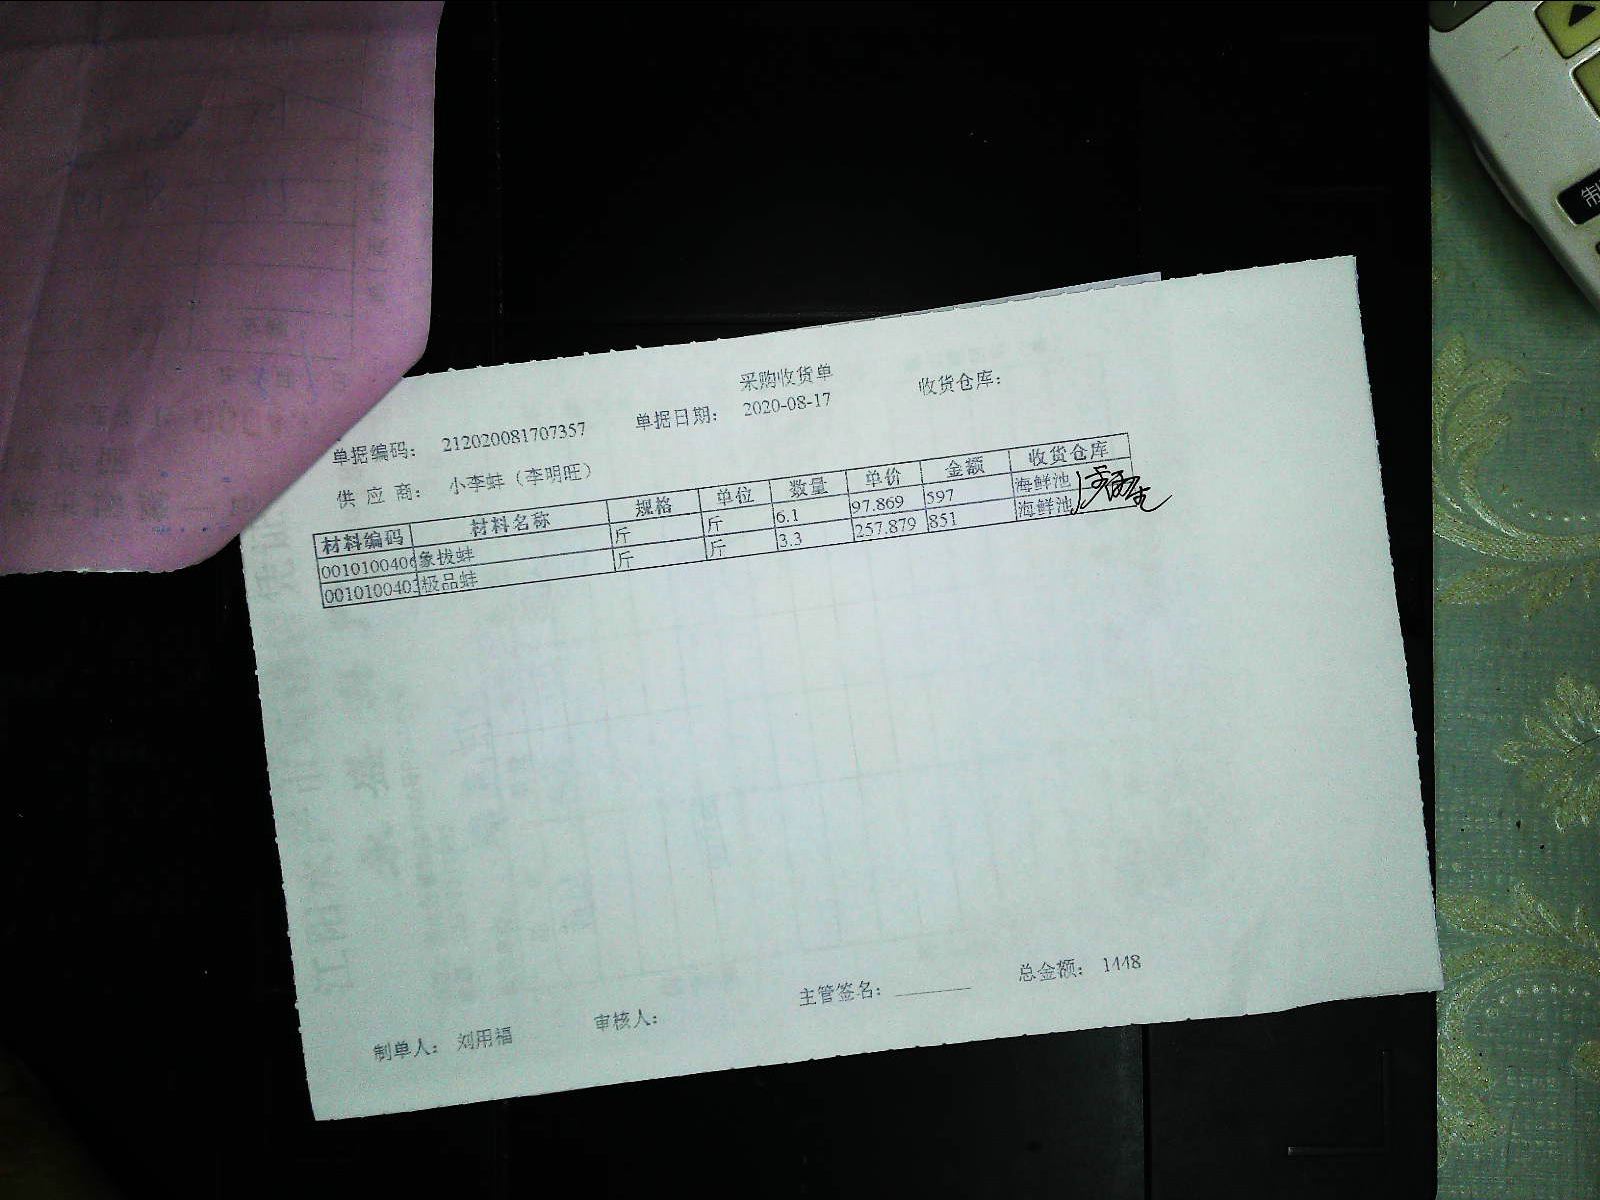 采购收货单
单据编码： 212020081707357 单据日期： 2020-08-17 收货仓库：
供 应 商： 小李蚌（李明旺）
材料编码 材料名称 规格 单位 数量 单价 金额 收货仓库
0010100406 象拔蚌 斤 斤 6.1 97.869 597 海鲜池
0010100403 极品蚌 斤 斤 3.3 257.879 851 海鲜池
制单人： 刘用福 审核人： 主管签名： 总金额： 1448
制